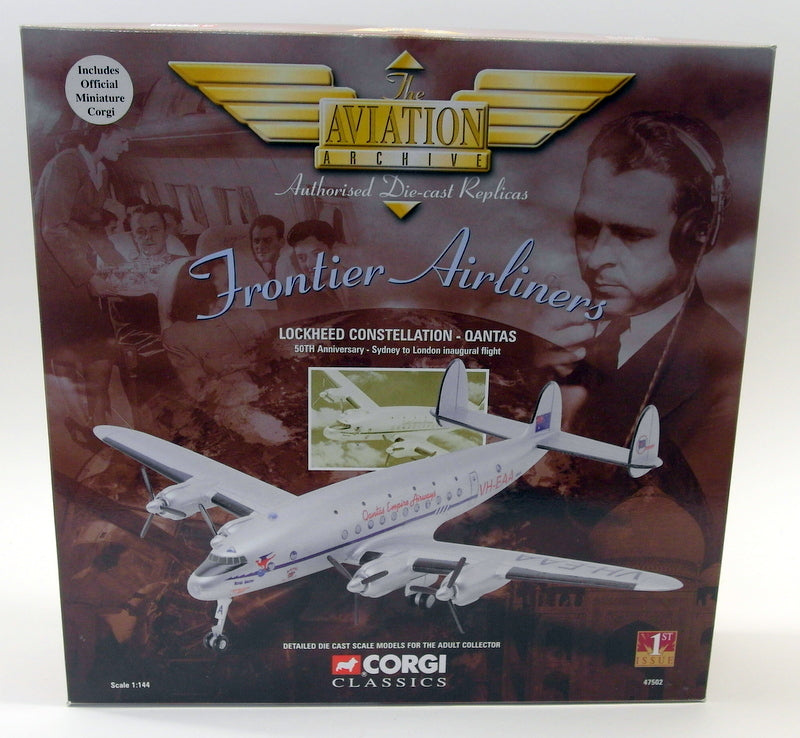 Includes
Official
Miniature
Corgi
The
AVIATION
ARCHIVE
Authorised Die-cast Replicas
Frontier Airliners
LOCKHEED CONSTELLATION - QANTAS
50TH Anniversary - Sydney to London inaugural flight
VH-EAA
Qantas Empire Airways
VH-EAA
A
DETAILED DIE CAST SCALE MODELS FOR THE ADULT COLLECTOR
CORGI
CLASSICS
1ST
ISSUE
Scale 1:144
47502